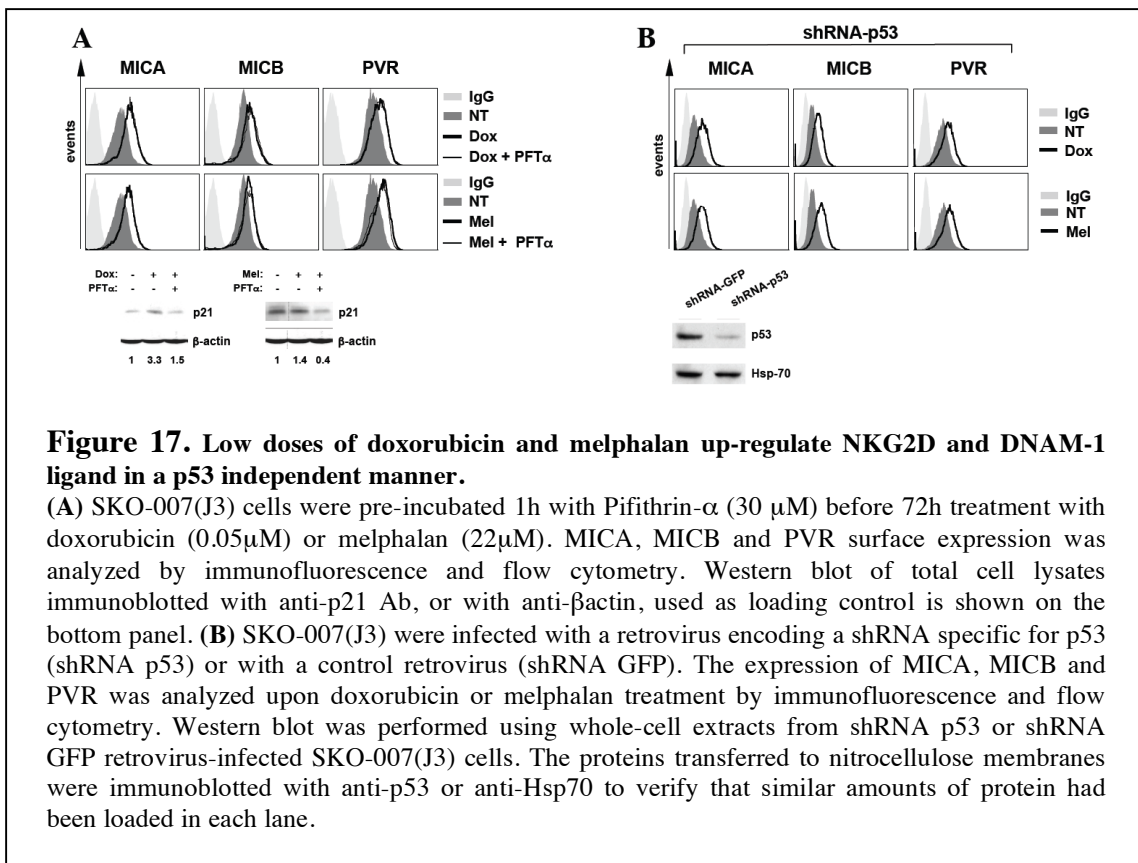 A
MICA MICB PVR
events
IgG
NT
Dox
Dox + PFTα
IgG
NT
Mel
Mel + PFTα
Dox: - + +
PFTα: - - +
p21
β-actin
1 3.3 1.5
Mel: - + +
PFTα: - - +
p21
β-actin
1 1.4 0.4
B
shRNA-p53
MICA MICB PVR
events
IgG
NT
Dox
events
IgG
NT
Mel
shRNA-GFP
shRNA-p53
p53
Hsp-70
Figure 17. Low doses of doxorubicin and melphalan up-regulate NKG2D and DNAM-1
ligand in a p53 independent manner.
(A) SKO-007(J3) cells were pre-incubated 1h with Pifithrin-α (30 μM) before 72h treatment with
doxorubicin (0.05μM) or melphalan (22μM). MICA, MICB and PVR surface expression was
analyzed by immunofluorescence and flow cytometry. Western blot of total cell lysates
immunoblotted with anti-p21 Ab, or with anti-βactin, used as loading control is shown on the
bottom panel. (B) SKO-007(J3) were infected with a retrovirus encoding a shRNA specific for p53
(shRNA p53) or with a control retrovirus (shRNA GFP). The expression of MICA, MICB and
PVR was analyzed upon doxorubicin or melphalan treatment by immunofluorescence and flow
cytometry. Western blot was performed using whole-cell extracts from shRNA p53 or shRNA
GFP retrovirus-infected SKO-007(J3) cells. The proteins transferred to nitrocellulose membranes
were immunoblotted with anti-p53 or anti-Hsp70 to verify that similar amounts of protein had
been loaded in each lane.